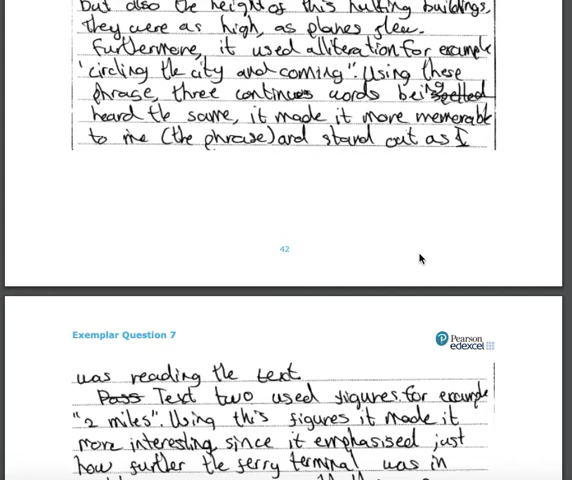 but also the height of this hulking buildings.
They were as high, as planes flew.
Furthermore, it used alliteration for example
'circling the city and coming". Using these
phrase, three continues words being spelled
heard the same, it made it more memorable
to me (the phrase) and stand out as I
42
Exemplar Question 7
Pearson
edexcel
was reading the text.
Pass Text two used figures. for example
"2 miles". Using this figures it made it
more interesting since it emphasised just
how further the ferry terminal was in